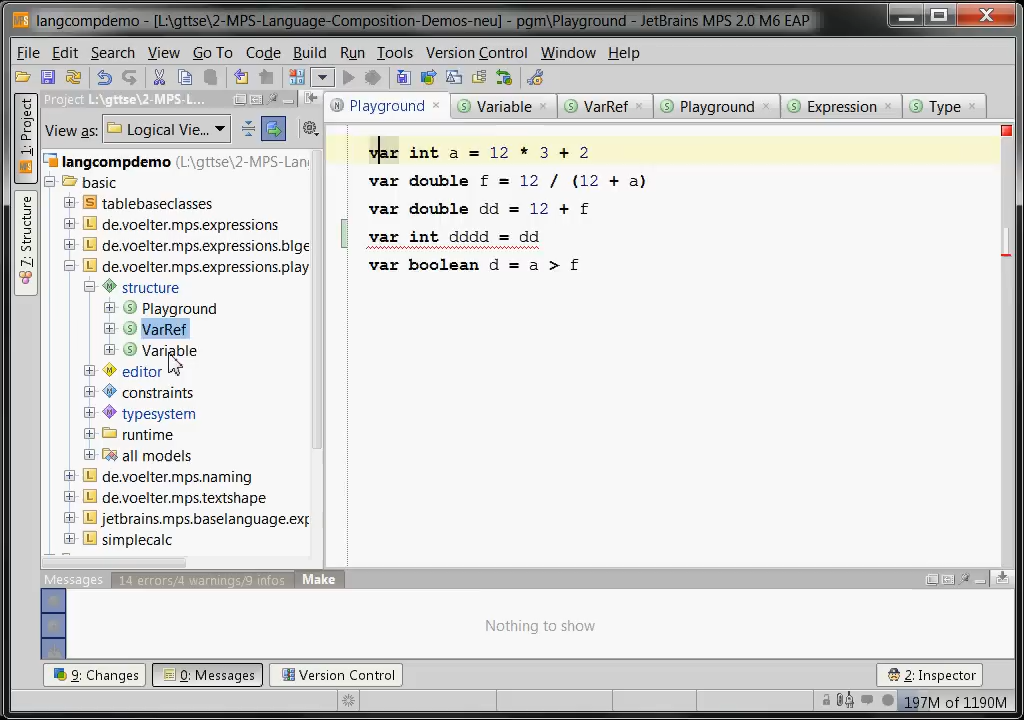 langcompdemo - [L:\gttse\2-MPS-Language-Composition-Demos-neu] - pgm\Playground - JetBrains MPS 2.0 M6 EAP
File Edit Search View Go To Code Build Run Tools Version Control Window Help
Project L:\gttse\2-MPS-L...
View as: Logical Vie...
1: Project
Z: Structure
langcompdemo (L:\gttse\2-MPS-Lan
basic
tablebaseclasses
de.voelter.mps.expressions
de.voelter.mps.expressions.blge
de.voelter.mps.expressions.play
structure
Playground
VarRef
Variable
editor
constraints
typesystem
runtime
all models
de.voelter.mps.naming
de.voelter.mps.textshape
jetbrains.mps.baselanguage.exp
simplecalc
Playground Variable VarRef Playground Expression Type
var int a = 12 * 3 + 2
var double f = 12 / (12 + a)
var double dd = 12 + f
var int dddd = dd
var boolean d = a > f
Messages 14 errors/4 warnings/9 infos Make
Nothing to show
9: Changes 0: Messages Version Control 2: Inspector
197M of 1190M